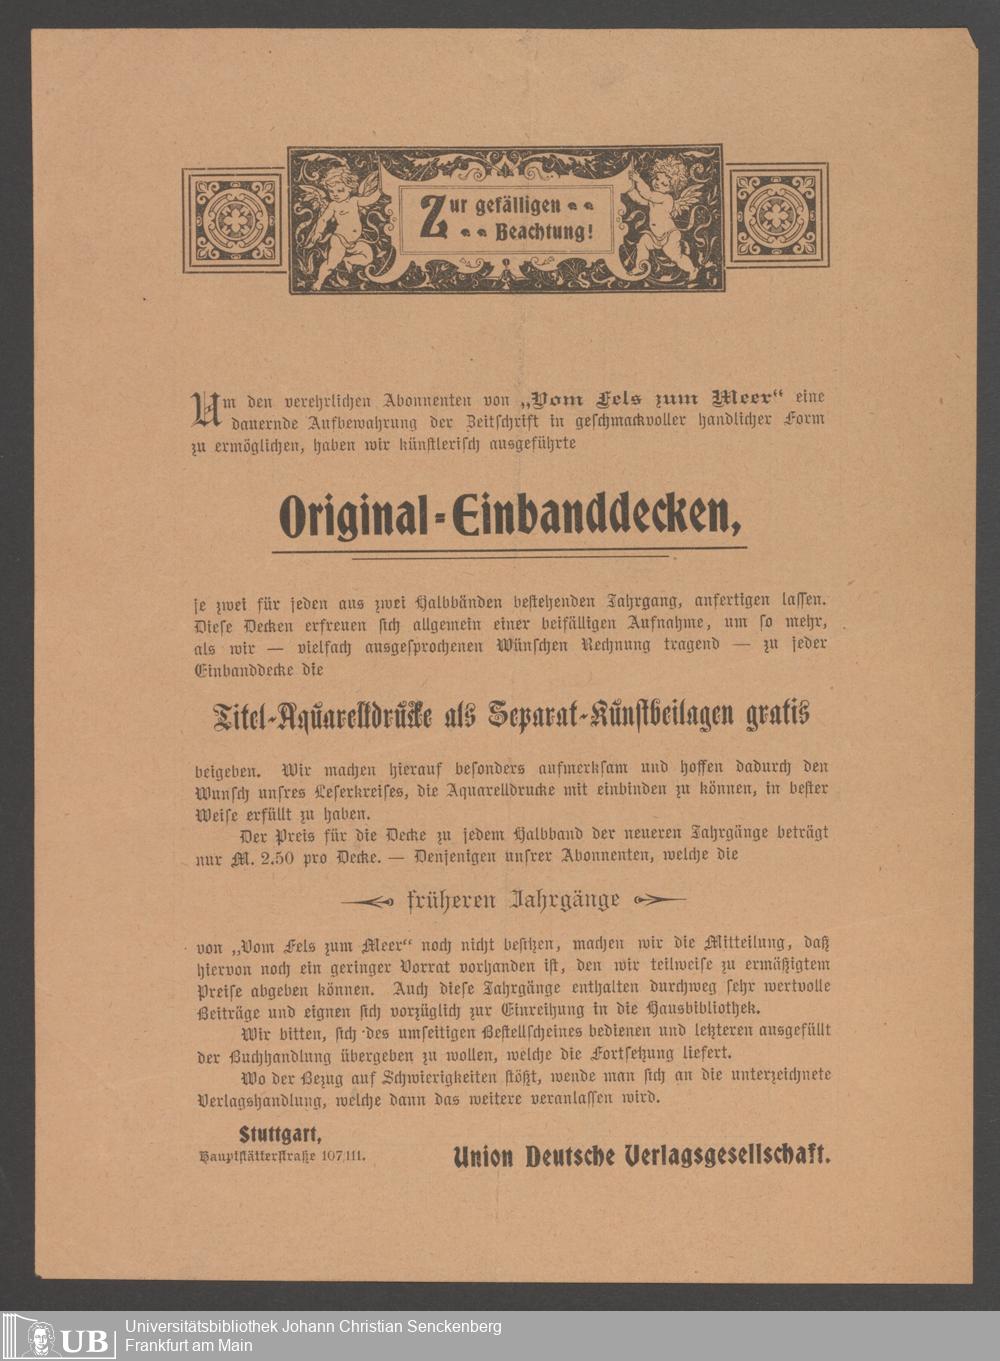 Zur gefälligen
Beachtung!
Um den verehrlichen Abonnenten von „Vom Fels zum Meer“ eine
dauernde Aufbewahrung der Zeitschrift in geschmackvoller handlicher Form
zu ermöglichen, haben wir künstlerisch ausgeführte
Original-Einbanddecken,
je zwei für jeden aus zwei Halbbänden bestehenden Jahrgang, anfertigen lassen.
Diese Decken erfreuen sich allgemein einer beifälligen Aufnahme, um so mehr,
als wir — vielfach ausgesprochenen Wünschen Rechnung tragend — zu jeder
Einbanddecke die
Titel-Aquarelldrucke als Separat-Kunstbeilagen gratis
beigeben. Wir machen hierauf besonders aufmerksam und hoffen dadurch den
Wunsch unsres Leserkreises, die Aquarelldrucke mit einbinden zu können, in bester
Weise erfüllt zu haben.
Der Preis für die Decke zu jedem Halbband der neueren Jahrgänge beträgt
nur M. 2.50 pro Decke. — Denjenigen unsrer Abonnenten, welche die
früheren Jahrgänge
von „Vom Fels zum Meer“ noch nicht besitzen, machen wir die Mitteilung, daß
hiervon noch ein geringer Vorrat vorhanden ist, den wir teilweise zu ermäßigtem
Preise abgeben können. Auch diese Jahrgänge enthalten durchweg sehr wertvolle
Beiträge und eignen sich vorzüglich zur Einreihung in die Hausbibliothek.
Wir bitten, sich des umseitigen Bestellscheines bedienen und letzteren ausgefüllt
der Buchhandlung übergeben zu wollen, welche die Fortsetzung liefert.
Wo der Bezug auf Schwierigkeiten stößt, wende man sich an die unterzeichnete
Verlagshandlung, welche dann das weitere veranlassen wird.
Stuttgart,
Hauptstätterstraße 107/111.
Union Deutsche Verlagsgesellschaft.
UB
Universitätsbibliothek Johann Christian Senckenberg
Frankfurt am Main